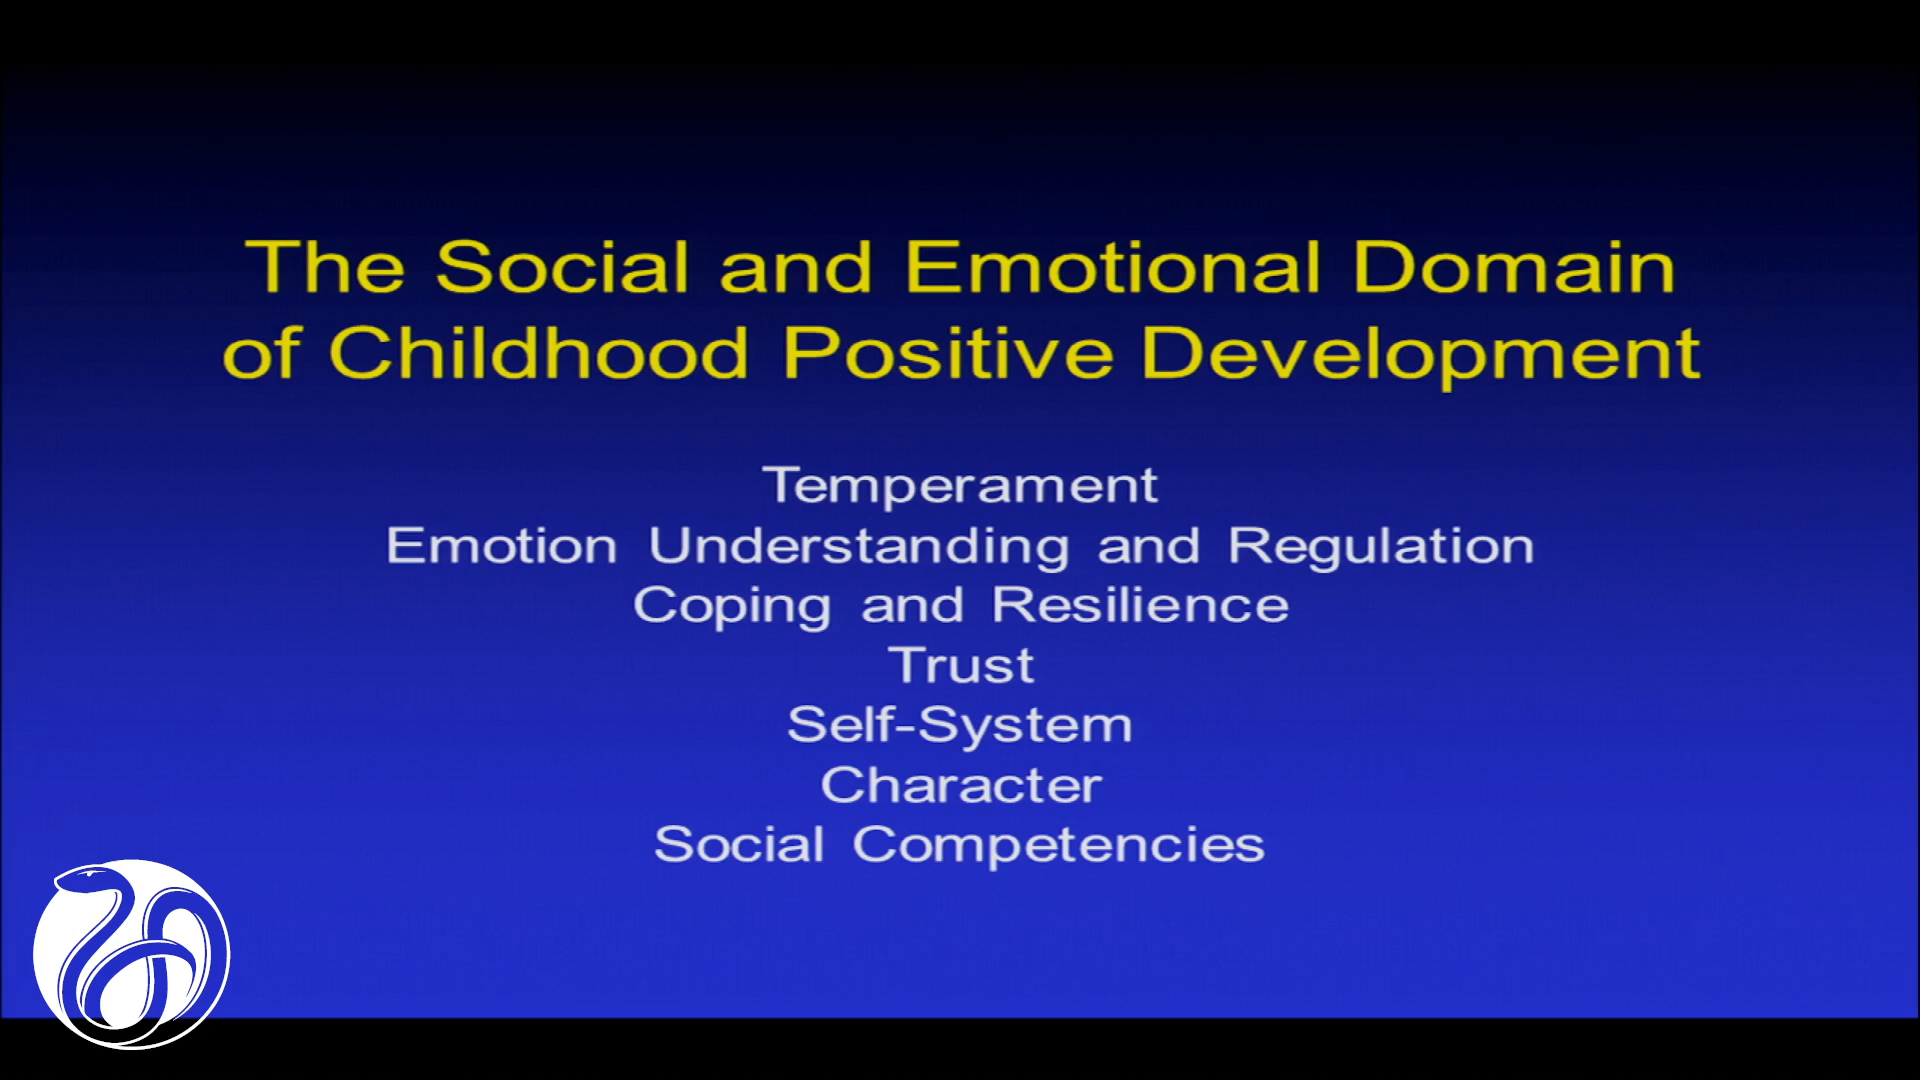 The Social and Emotional Domain
of Childhood Positive Development
Temperament
Emotion Understanding and Regulation
Coping and Resilience
Trust
Self-System
Character
Social Competencies